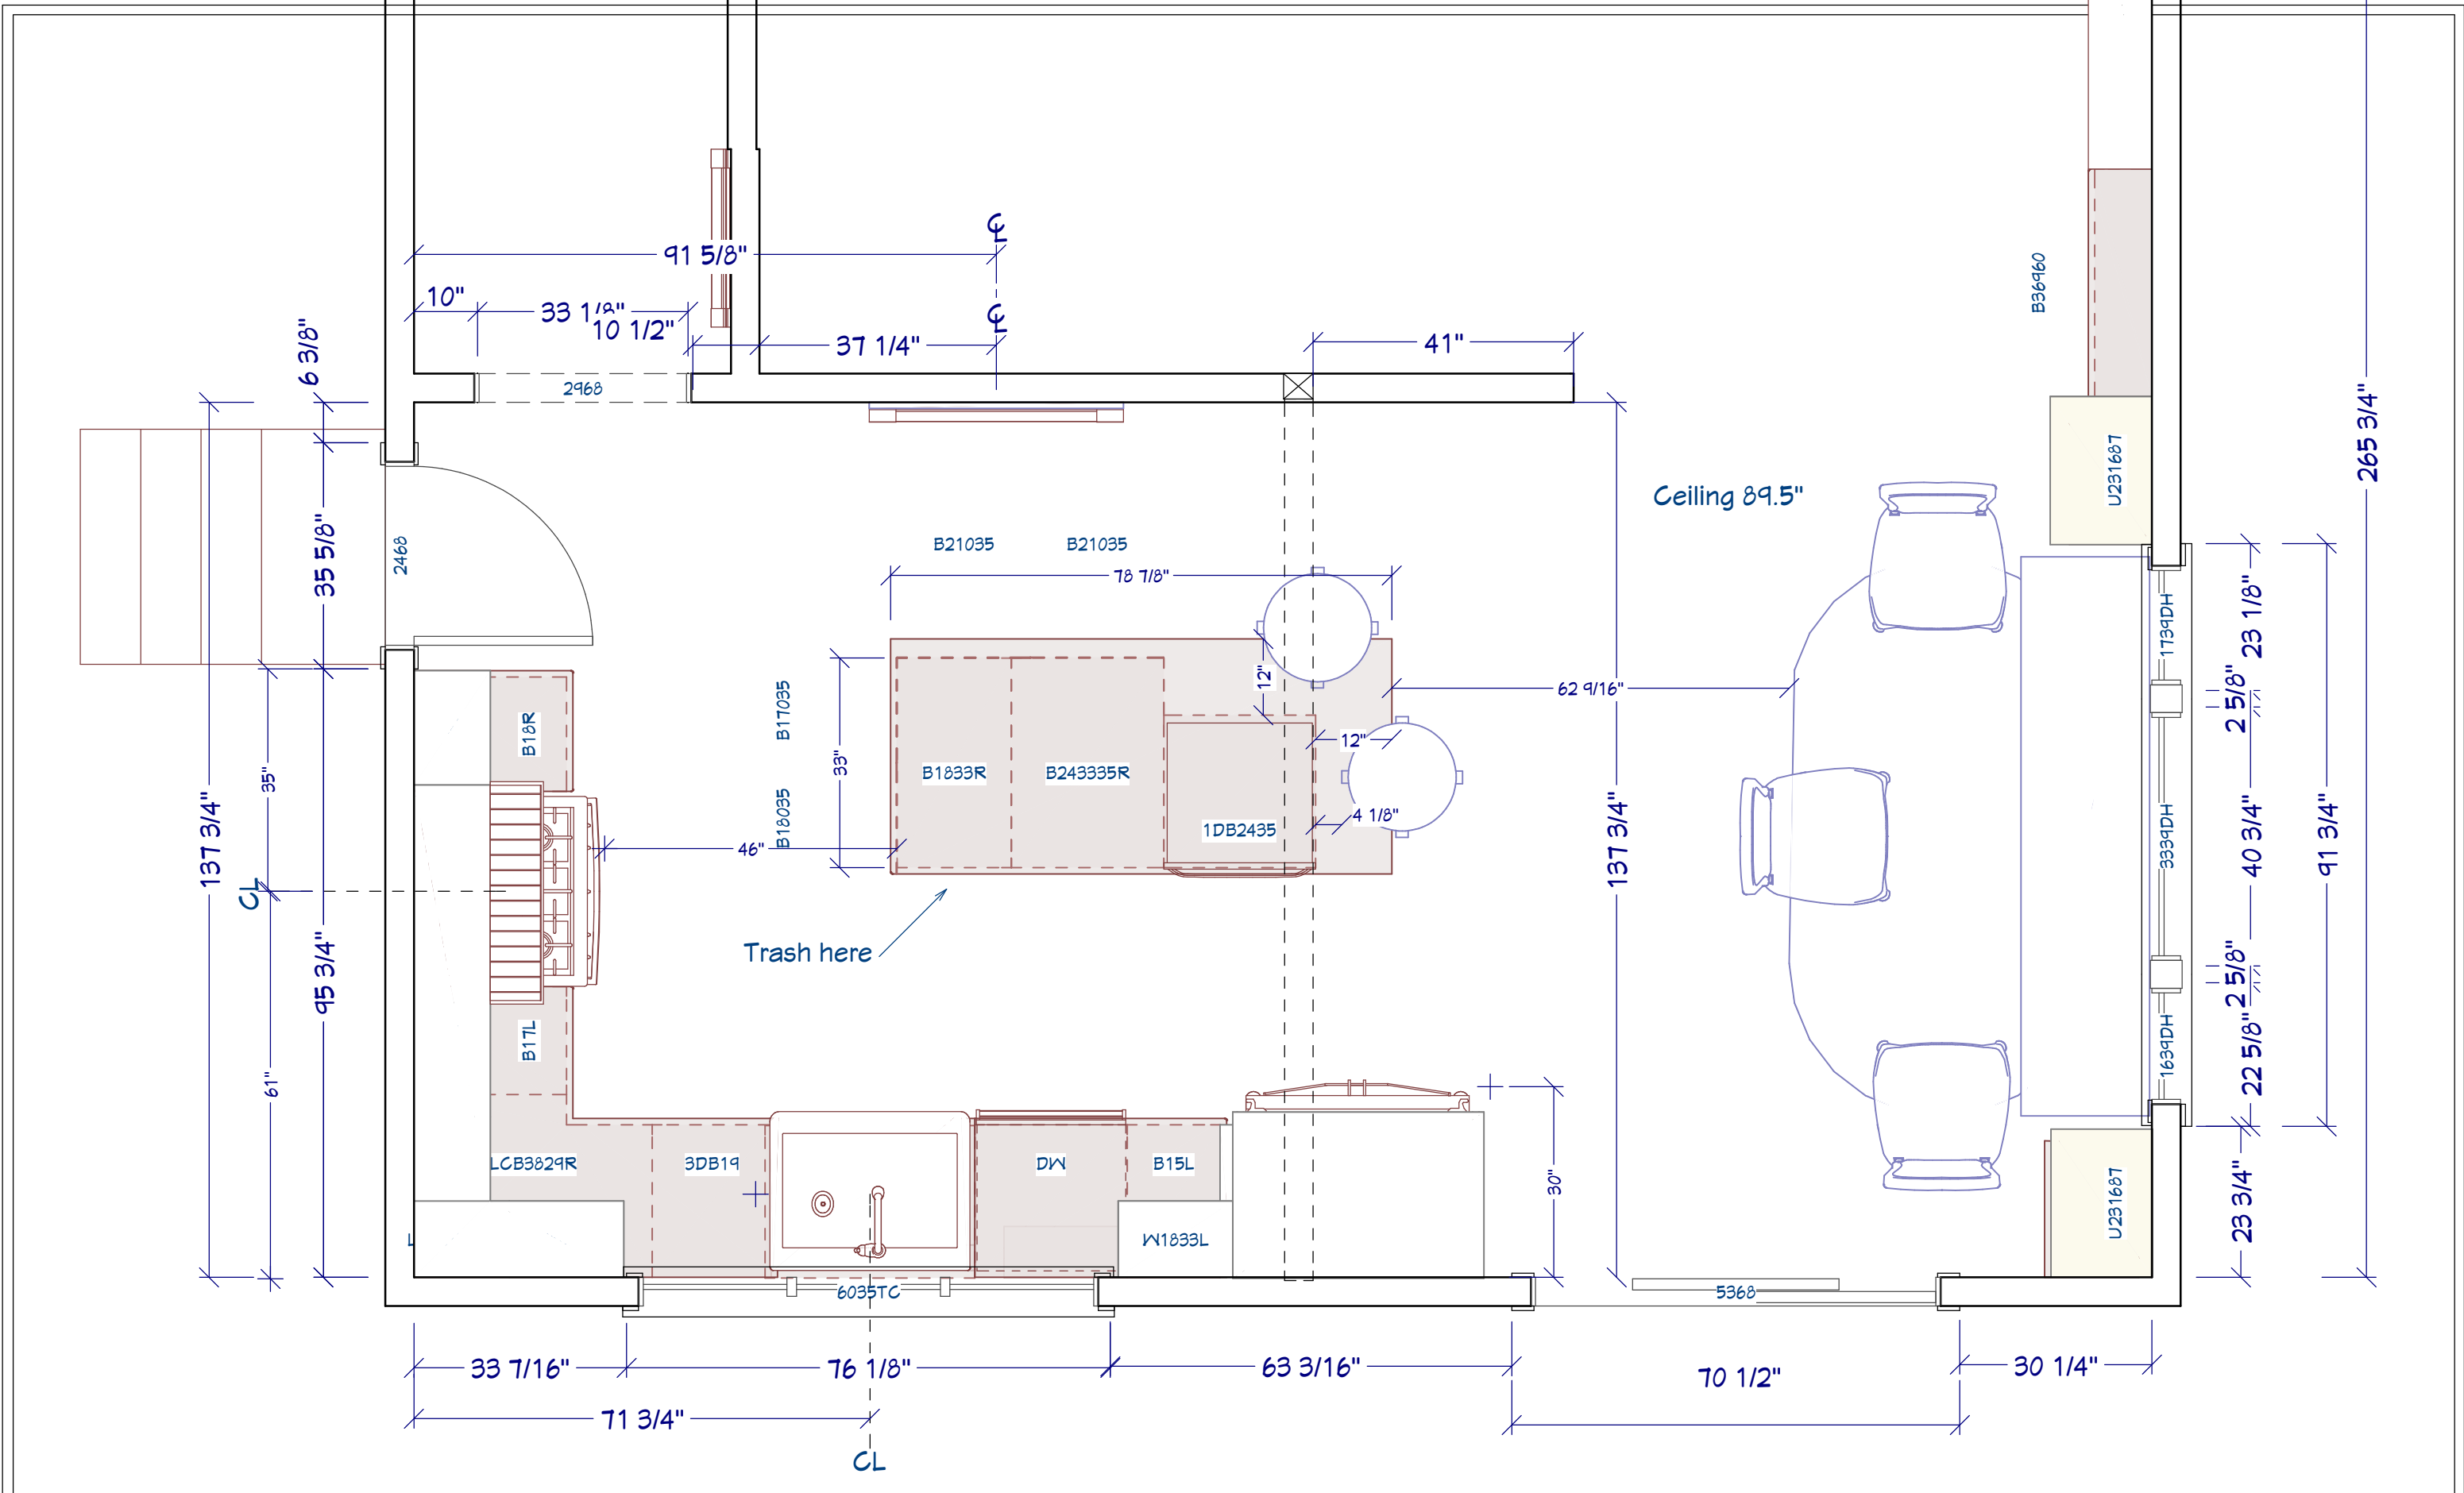 91 5/8"
10"
33 1/8"
10 1/2"
37 1/4"
41"
6 3/8"
2968
B36960
265 3/4"
Ceiling 89.5"
U231687
35 5/8"
2468
B21035
B21035
78 7/8"
1739DH
23 1/8"
12"
62 9/16"
2 5/8"
B18R
B17035
33"
35"
12"
B1833R
B243335R
4 1/8"
1DB2435
B18035
46"
137 3/4"
CL
137 3/4"
3339DH
40 3/4"
91 3/4"
Trash here
95 3/4"
2 5/8"
B17L
61"
1639DH
22 5/8"
LCB3829R
3DB19
DW
B15L
30"
U231687
23 3/4"
L
W1833L
6035TC
5368
33 7/16"
76 1/8"
63 3/16"
70 1/2"
30 1/4"
71 3/4"
CL